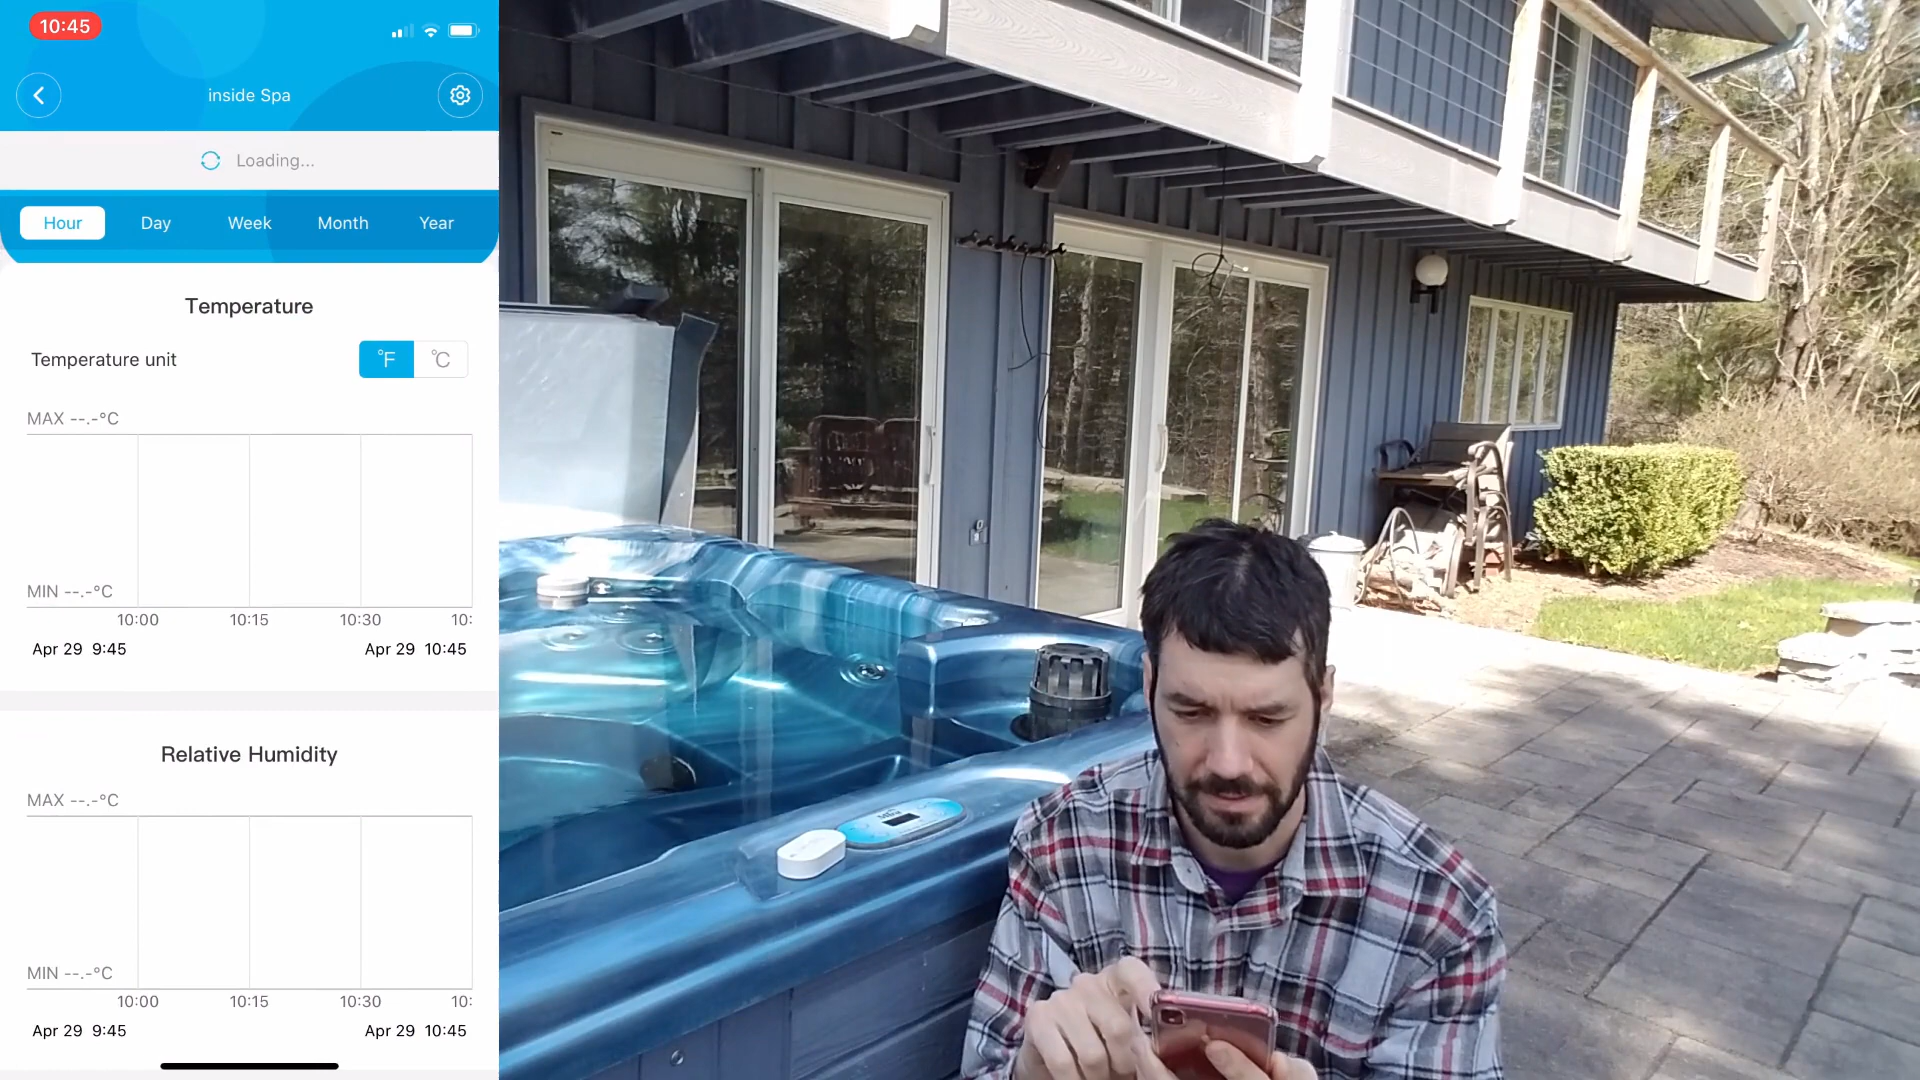 10:45
inside Spa
Loading...
Hour Day Week Month Year
Temperature
Temperature unit °F °C
MAX --.-°C
MIN --.-°C
10:00 10:15 10:30 10:
Apr 29 9:45 Apr 29 10:45
Relative Humidity
MAX --.-°C
MIN --.-°C
10:00 10:15 10:30 10:
Apr 29 9:45 Apr 29 10:45